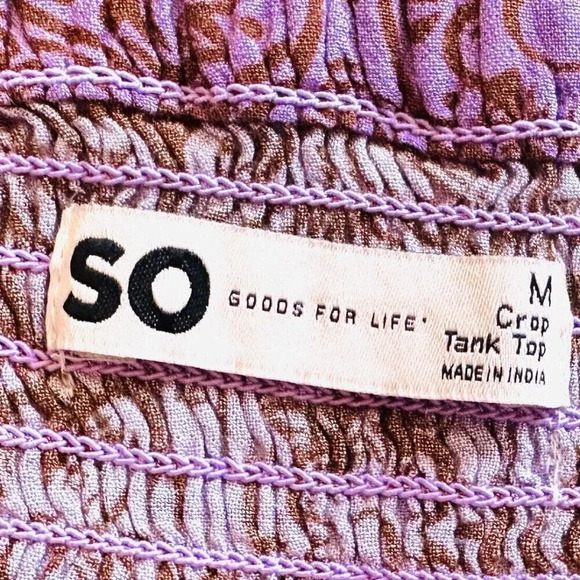 SO
GOODS FOR LIFE
M
Crop
Tank Top
MADE IN INDIA